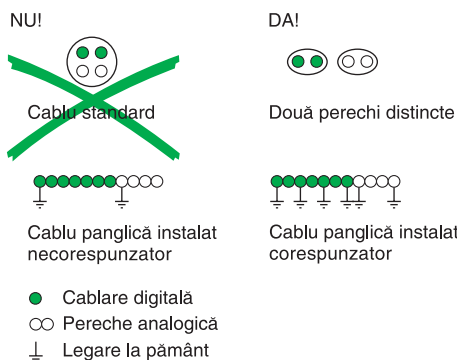 NU!
DA!
Cablu standard
Două perechi distincte
Cablu panglică instalat
necorespunzator
Cablu panglică instalat
corespunzator
Cablare digitală
Pereche analogică
Legare la pământ